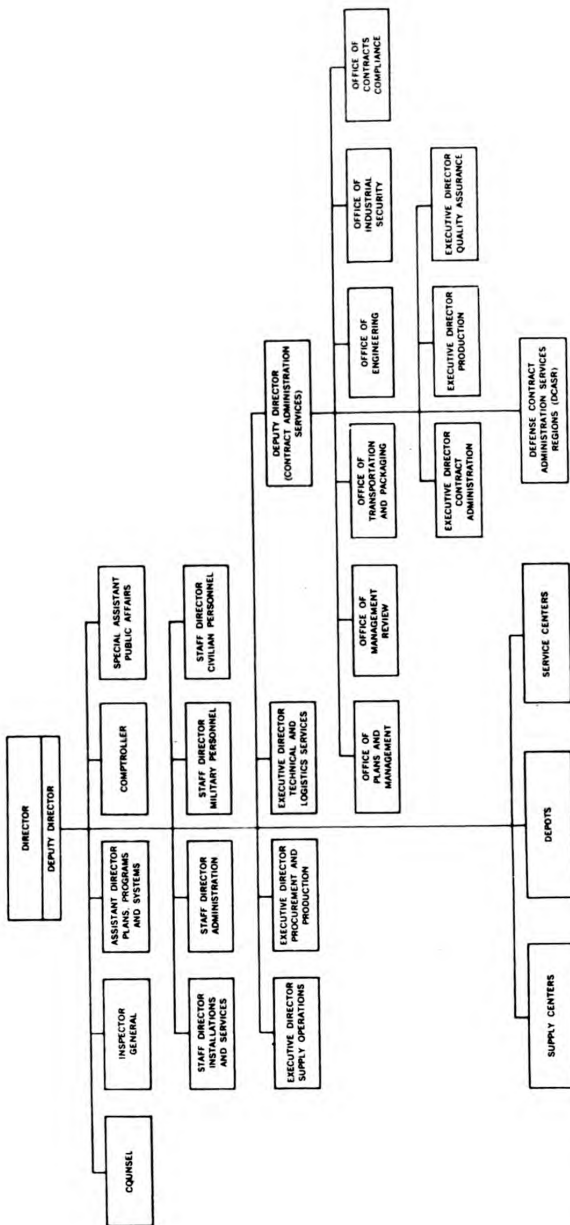 DIRECTOR
DEPUTY DIRECTOR
COUNSEL
INSPECTOR
GENERAL
ASSISTANT DIRECTOR
PLANS, PROGRAMS
AND SYSTEMS
COMPTROLLER
SPECIAL ASSISTANT
PUBLIC AFFAIRS
STAFF DIRECTOR
INSTALLATIONS
AND SERVICES
STAFF DIRECTOR
ADMINISTRATION
STAFF DIRECTOR
MILITARY PERSONNEL
STAFF DIRECTOR
CIVILIAN PERSONNEL
EXECUTIVE DIRECTOR
SUPPLY OPERATIONS
EXECUTIVE DIRECTOR
PROCUREMENT AND
PRODUCTION
EXECUTIVE DIRECTOR
TECHNICAL AND
LOGISTICS SERVICES
DEPUTY DIRECTOR
(CONTRACT ADMINISTRATION
SERVICES)
OFFICE OF
PLANS AND
MANAGEMENT
OFFICE OF
MANAGEMENT
REVIEW
OFFICE OF
TRANSPORTATION
AND PACKAGING
OFFICE OF
ENGINEERING
OFFICE OF
INDUSTRIAL
SECURITY
OFFICE OF
CONTRACTS
COMPLIANCE
EXECUTIVE DIRECTOR
CONTRACT
ADMINISTRATION
EXECUTIVE DIRECTOR
PRODUCTION
EXECUTIVE DIRECTOR
QUALITY ASSURANCE
SUPPLY CENTERS
DEPOTS
SERVICE CENTERS
DEFENSE CONTRACT
ADMINISTRATION SERVICES
REGIONS (DCASR)